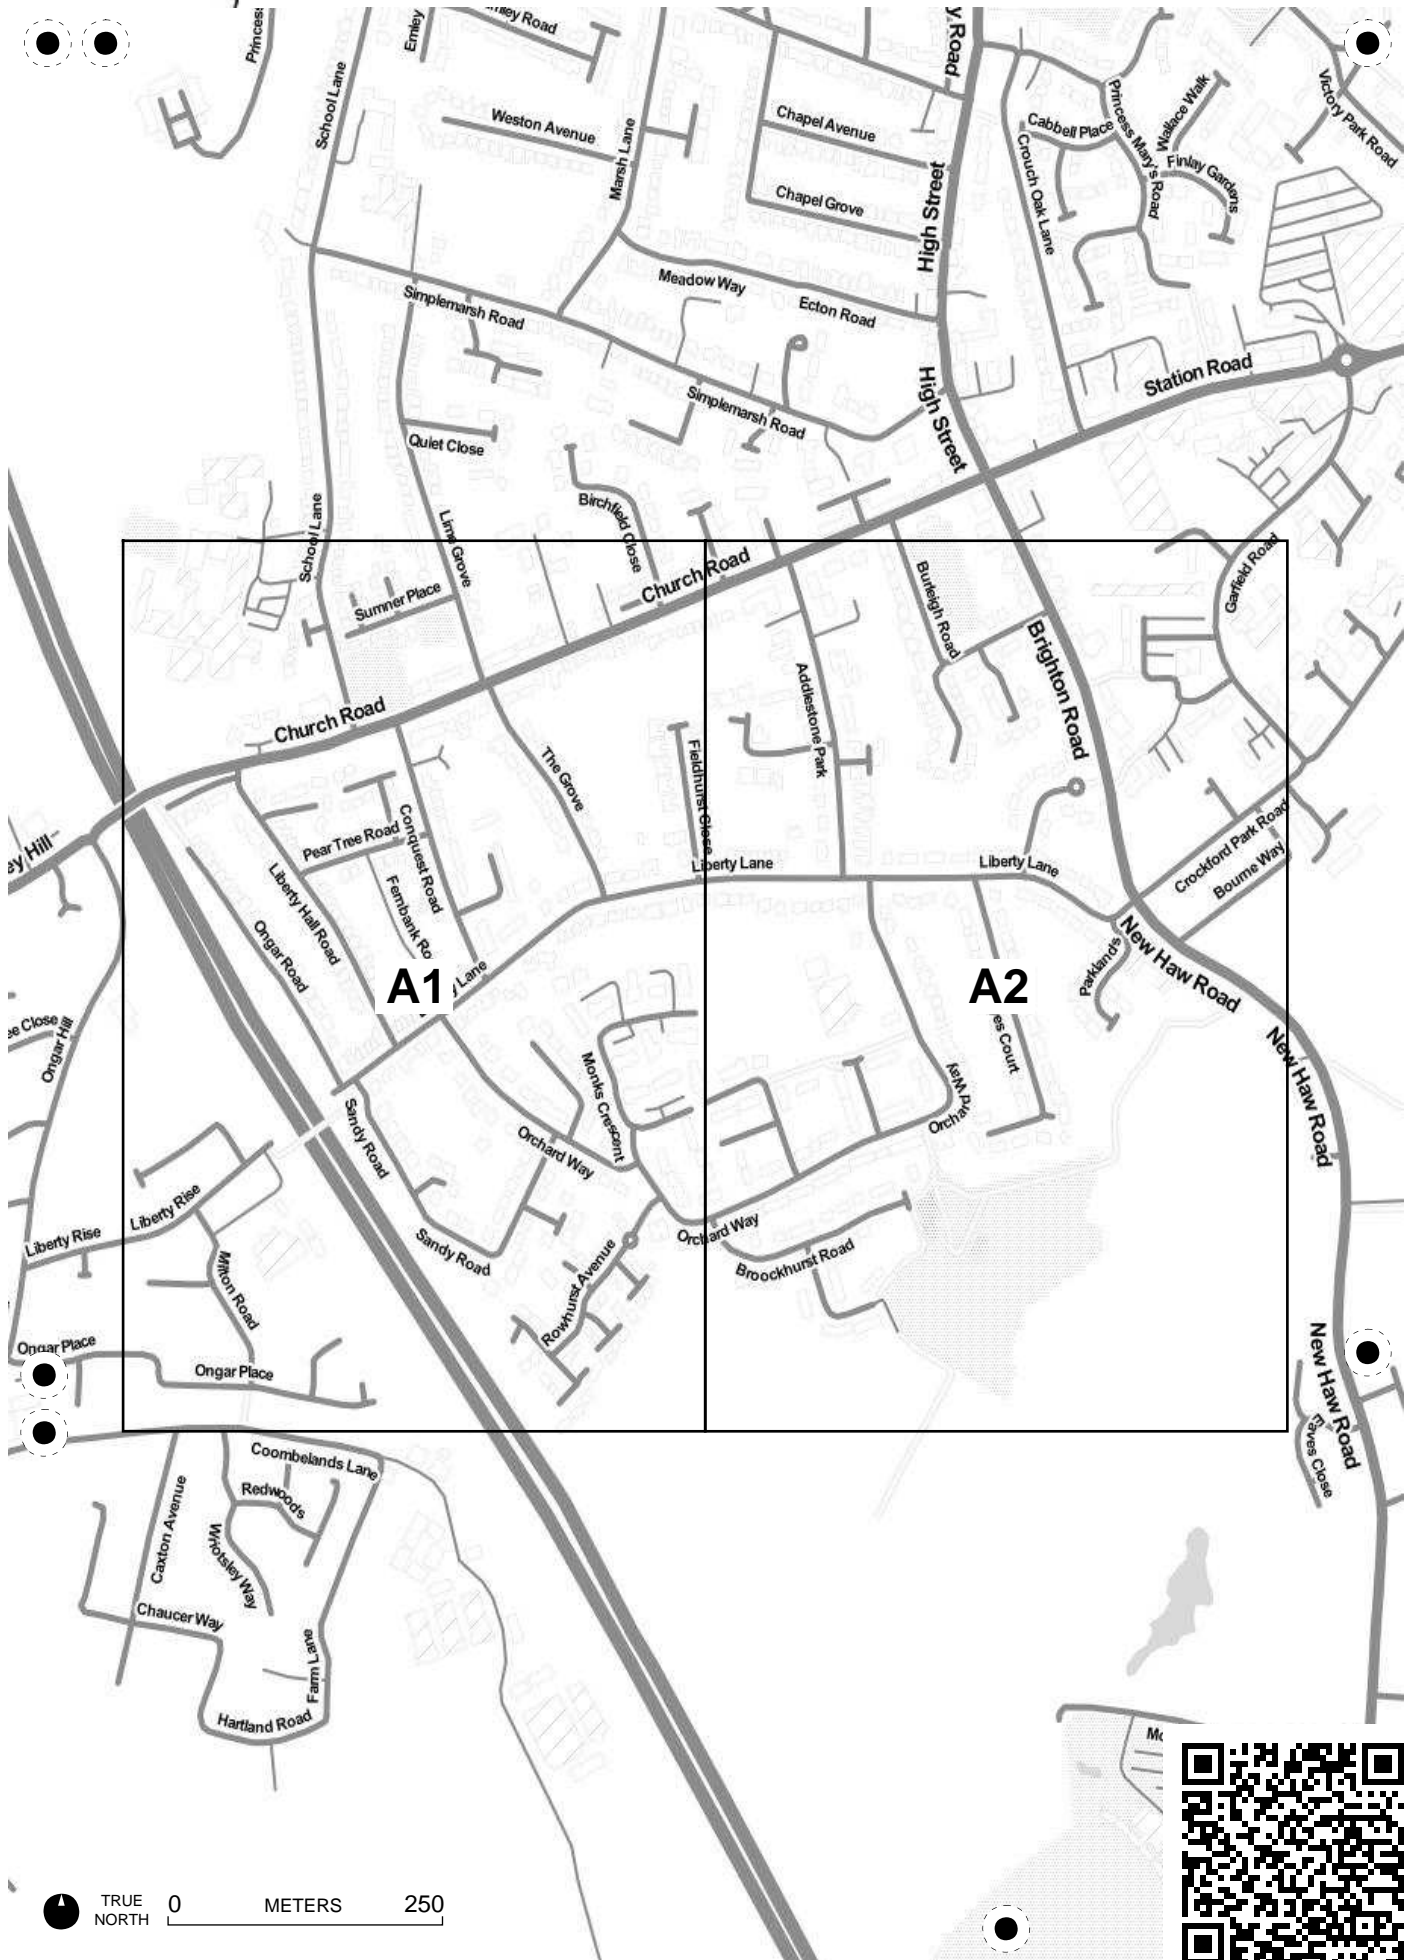 School Lane
Weston Avenue
Marsh Lane
Chapel Avenue
Chapel Grove
High Street
Cabbell Place
Crouch Oak Lane
Princess Mary's Road
Wallace Walk
Finlay Gardens
Victory Park Road
Simplemarsh Road
Meadow Way
Ecton Road
High Street
Station Road
Simplemarsh Road
Quiet Close
Birchfield Close
School Lane
Lime Grove
Sumner Place
Church Road
Burleigh Road
Garfield Road
Brighton Road
Church Road
Addlestone Park
The Grove
Fieldhurst Close
Pear Tree Road
Conquest Road
Liberty Lane
Liberty Lane
Crockford Park Road
Bourne Way
Liberty Hall Road
Fernbank Ro
Ongar Road
y Lane
ey Hill
A1
A2
Parklands
New Haw Road
es Court
ee Close
Ongar Hill
New Haw Road
Monks Crescent
Sandy Road
Orchard Way
Orchard Way
Liberty Rise
Liberty Rise
Sandy Road
Orchard Way
Broockhurst Road
Milton Road
Rowhurst Avenue
Ongar Place
Ongar Place
New Haw Road
Eaves Close
Coombelands Lane
Redwoods
Caxton Avenue
Wriotsley Way
Chaucer Way
Farm Lane
Hartland Road
TRUE
NORTH
0 METERS 250